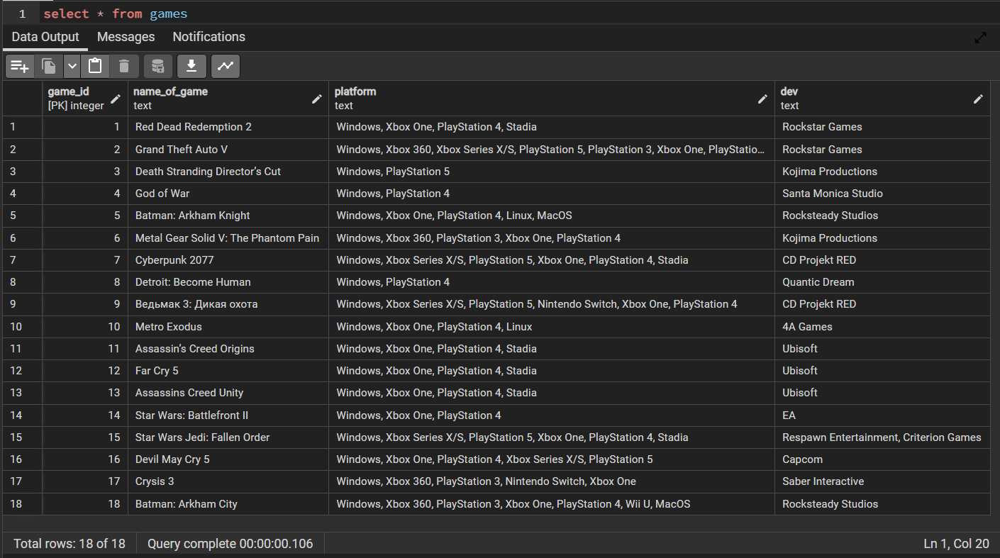 1 select * from games
Data Output Messages Notifications
game_id name_of_game platform dev
[PK] integer text text text
1 1 Red Dead Redemption 2 Windows, Xbox One, PlayStation 4, Stadia Rockstar Games
2 2 Grand Theft Auto V Windows, Xbox 360, Xbox Series X/S, PlayStation 5, PlayStation 3, Xbox One, PlayStatio... Rockstar Games
3 3 Death Stranding Director’s Cut Windows, PlayStation 5 Kojima Productions
4 4 God of War Windows, PlayStation 4 Santa Monica Studio
5 5 Batman: Arkham Knight Windows, Xbox One, PlayStation 4, Linux, MacOS Rocksteady Studios
6 6 Metal Gear Solid V: The Phantom Pain Windows, Xbox 360, PlayStation 3, Xbox One, PlayStation 4 Kojima Productions
7 7 Cyberpunk 2077 Windows, Xbox Series X/S, PlayStation 5, Xbox One, PlayStation 4, Stadia CD Projekt RED
8 8 Detroit: Become Human Windows, PlayStation 4 Quantic Dream
9 9 Ведьмак 3: Дикая охота Windows, Xbox Series X/S, PlayStation 5, Nintendo Switch, Xbox One, PlayStation 4 CD Projekt RED
10 10 Metro Exodus Windows, Xbox One, PlayStation 4, Linux 4A Games
11 11 Assassin’s Creed Origins Windows, Xbox One, PlayStation 4, Stadia Ubisoft
12 12 Far Cry 5 Windows, Xbox One, PlayStation 4, Stadia Ubisoft
13 13 Assassins Creed Unity Windows, Xbox One, PlayStation 4, Stadia Ubisoft
14 14 Star Wars: Battlefront II Windows, Xbox One, PlayStation 4 EA
15 15 Star Wars Jedi: Fallen Order Windows, Xbox Series X/S, PlayStation 5, Xbox One, PlayStation 4, Stadia Respawn Entertainment, Criterion Games
16 16 Devil May Cry 5 Windows, Xbox One, PlayStation 4, Xbox Series X/S, PlayStation 5 Capcom
17 17 Crysis 3 Windows, Xbox 360, PlayStation 3, Nintendo Switch, Xbox One Saber Interactive
18 18 Batman: Arkham City Windows, Xbox 360, PlayStation 3, Xbox One, PlayStation 4, Wii U, MacOS Rocksteady Studios
Total rows: 18 of 18 Query complete 00:00:00.106 Ln 1, Col 20